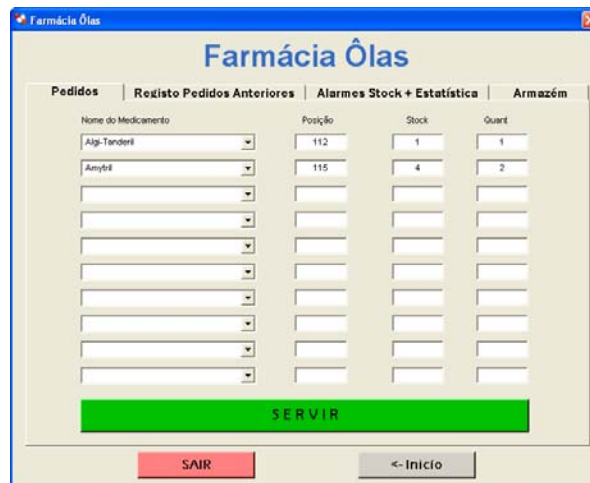 Farmácia Ôlas
Farmácia Ôlas
Pedidos Registo Pedidos Anteriores Alarmes Stock + Estatística Armazém
Nome do Medicamento Posição Stock Quant
Algi-Tanderil 112 1 1
Amytril 115 4 2
SERVIR
SAIR <- Início